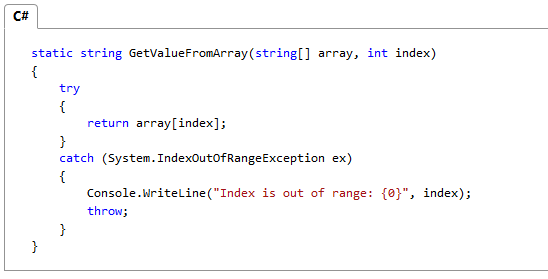 C#
static string GetValueFromArray(string[] array, int index)
{
    try
    {
        return array[index];
    }
    catch (System.IndexOutOfRangeException ex)
    {
        Console.WriteLine("Index is out of range: {0}", index);
        throw;
    }
}